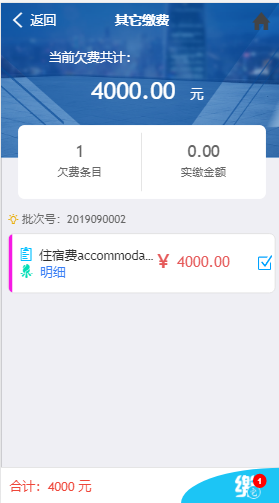 返回
其它缴费
当前欠费共计：
4000.00 元
1
欠费条目
0.00
实缴金额
批次号：2019090002
住宿费accommoda... ¥ 4000.00
明细
合计：4000 元
缴
1